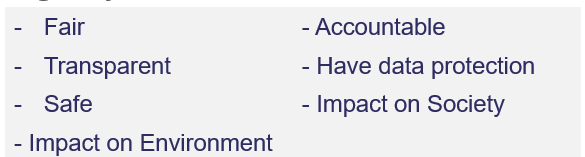 - Fair
- Transparent
- Safe
- Impact on Environment
- Accountable
- Have data protection
- Impact on Society